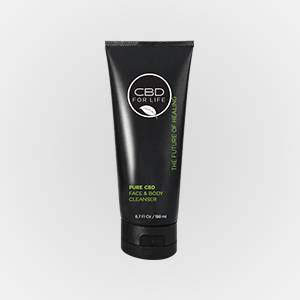 CBD
FOR LIFE
THE FUTURE OF HEALING
PURE CBD
FACE & BODY
CLEANSER
6.7 Fl Oz / 198 ml